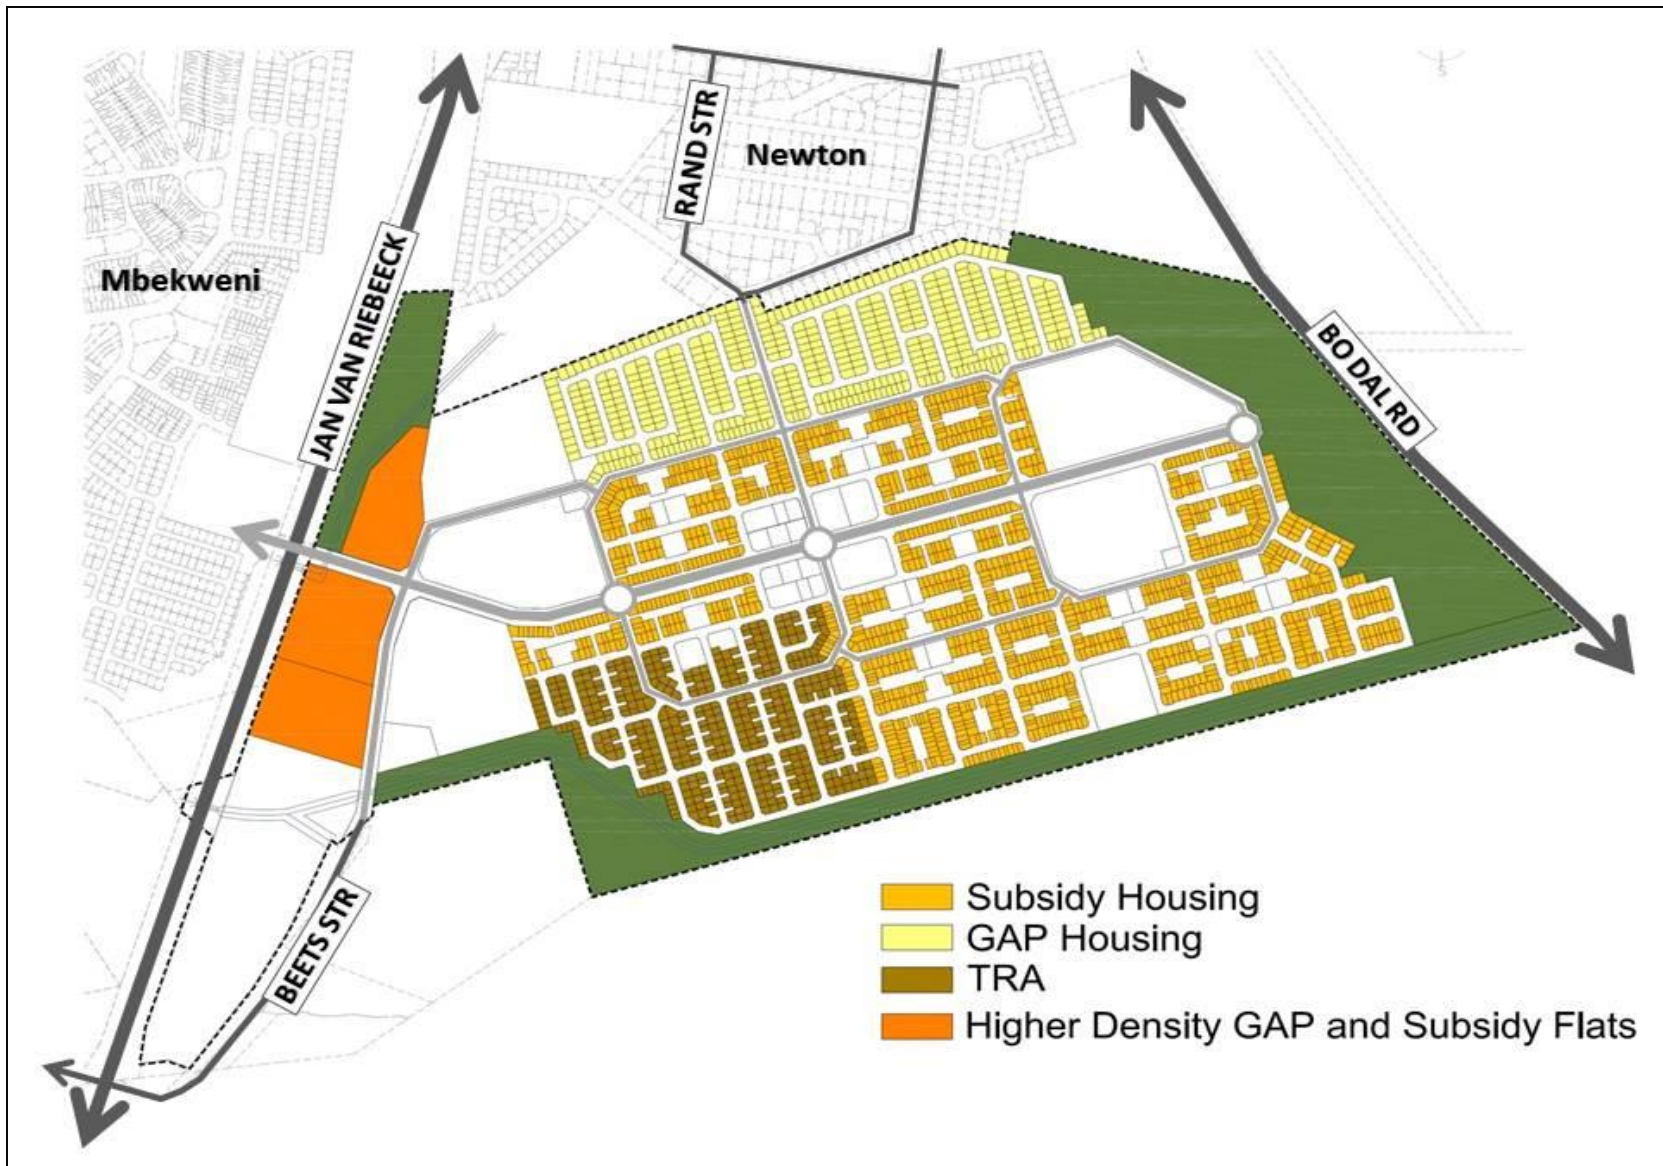 RAND STR
Newton
Mbekweni
JAN VAN RIEBEECK
BO DAL RD
BEETS STR
S
Subsidy Housing
GAP Housing
TRA
Higher Density GAP and Subsidy Flats